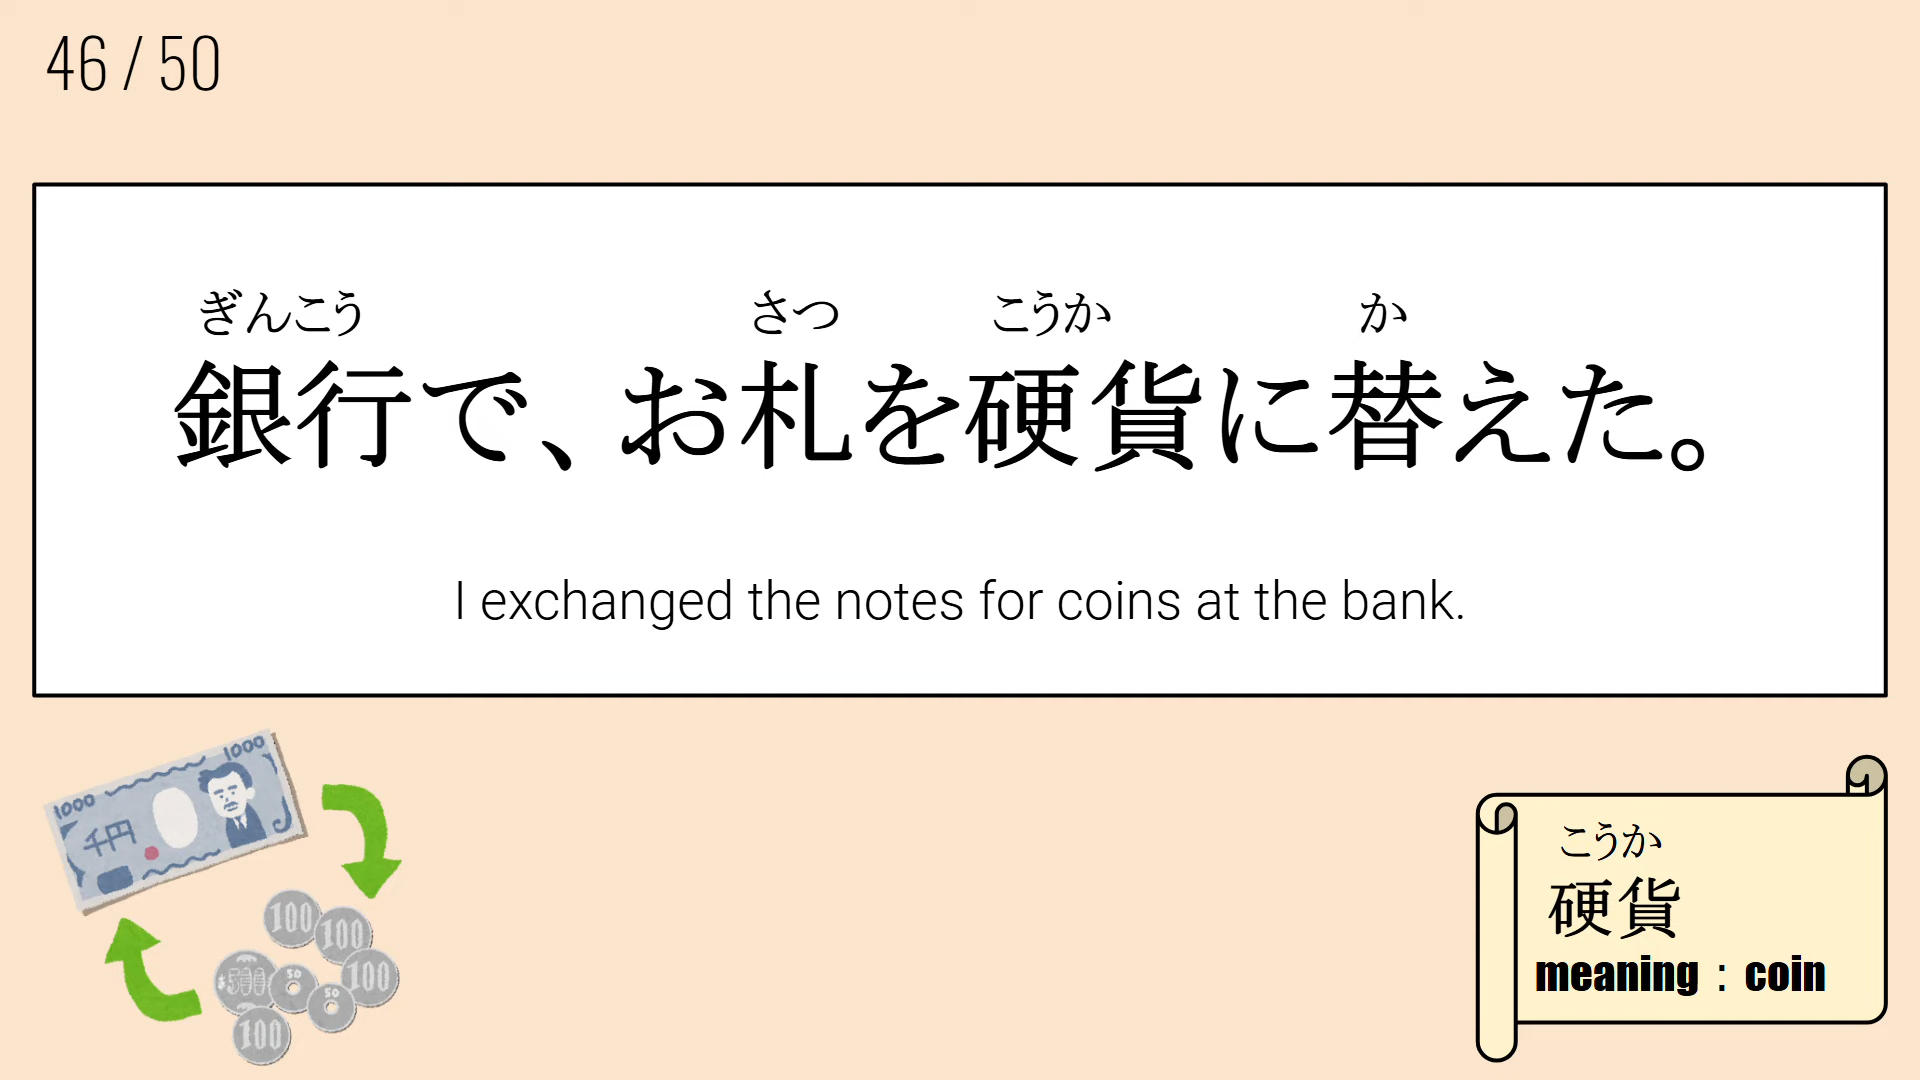 46 / 50
ぎんこう さつ こうか か
銀行で、お札を硬貨に替えた。
I exchanged the notes for coins at the bank.
1000
1000
千円
100
100
100
$500
50
50
100
こうか
硬貨
meaning : coin